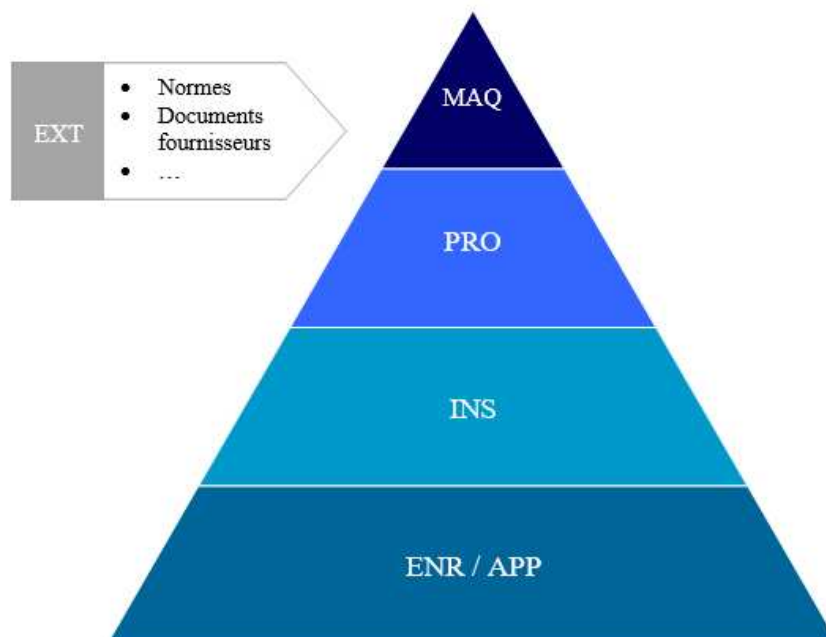 MAQ
EXT
• Normes
• Documents
fournisseurs
• …
PRO
INS
ENR / APP